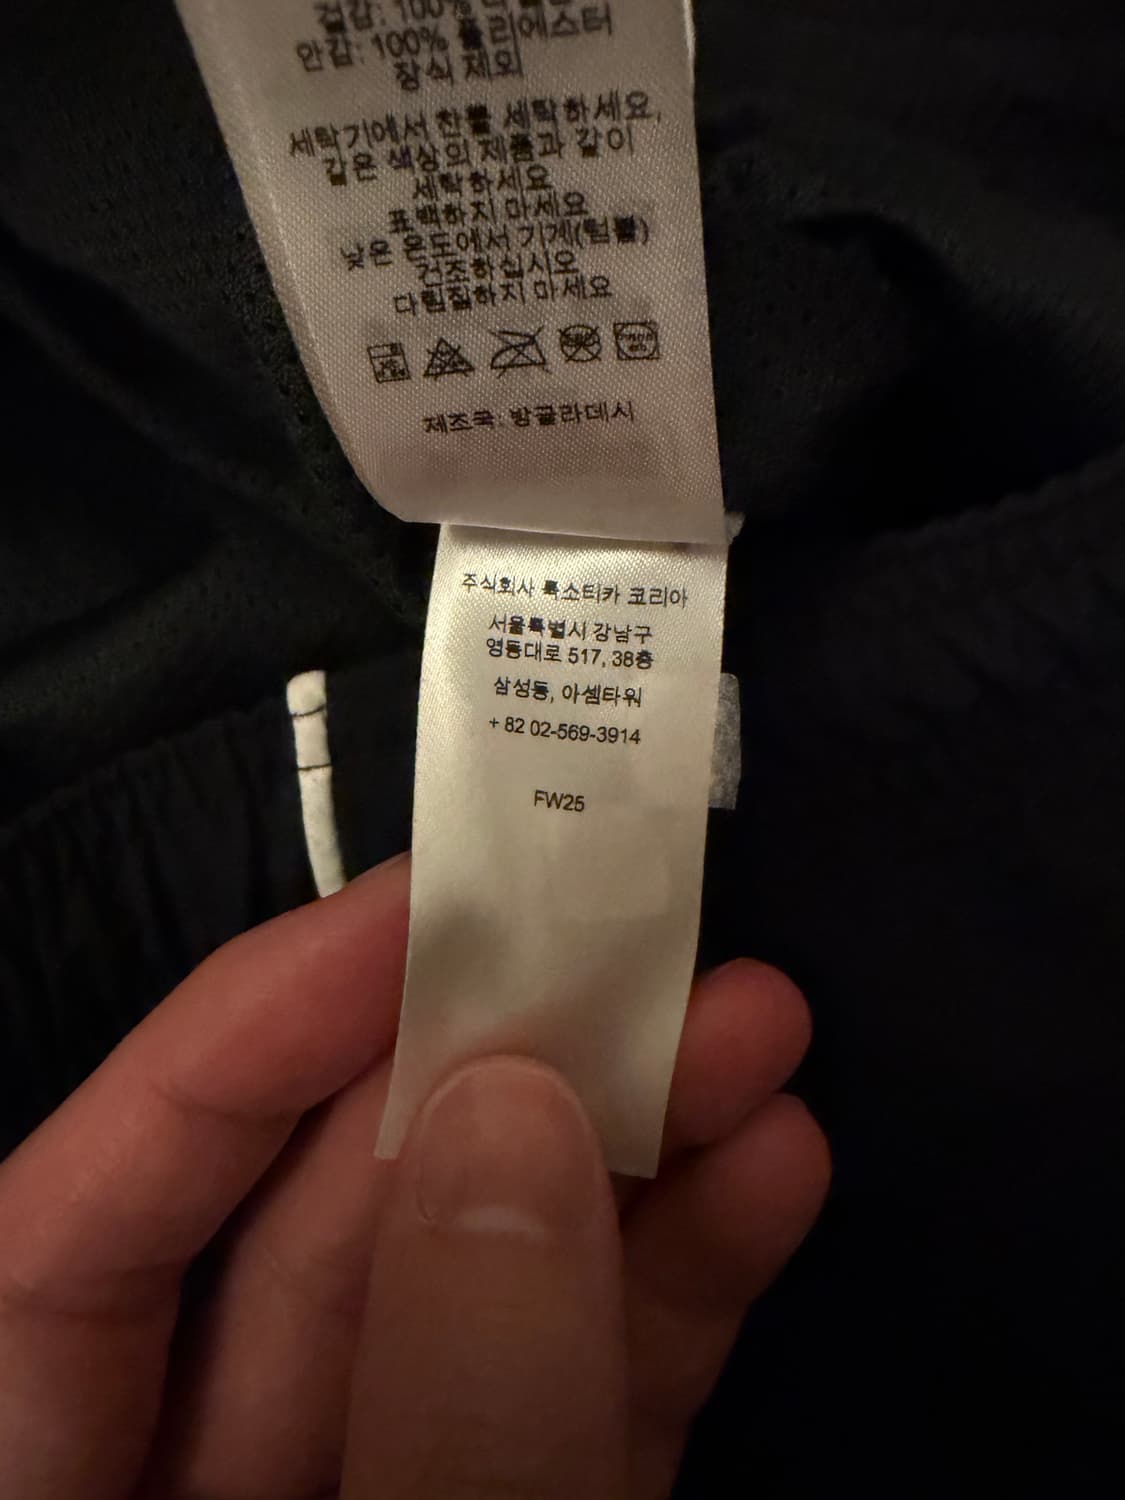 겉감: 100%
안감: 100% 폴리에스터
장식 제외
세탁기에서 찬물 세탁하세요,
같은 색상의 제품과 같이
세탁하세요
표백하지 마세요
낮은 온도에서 기계(텀블)
건조하십시오
다림질하지 마세요
제조국: 방글라데시
주식회사 룩소티카 코리아
서울특별시 강남구
영동대로 517, 38층
삼성동, 아셈타워
+ 82 02-569-3914
FW25